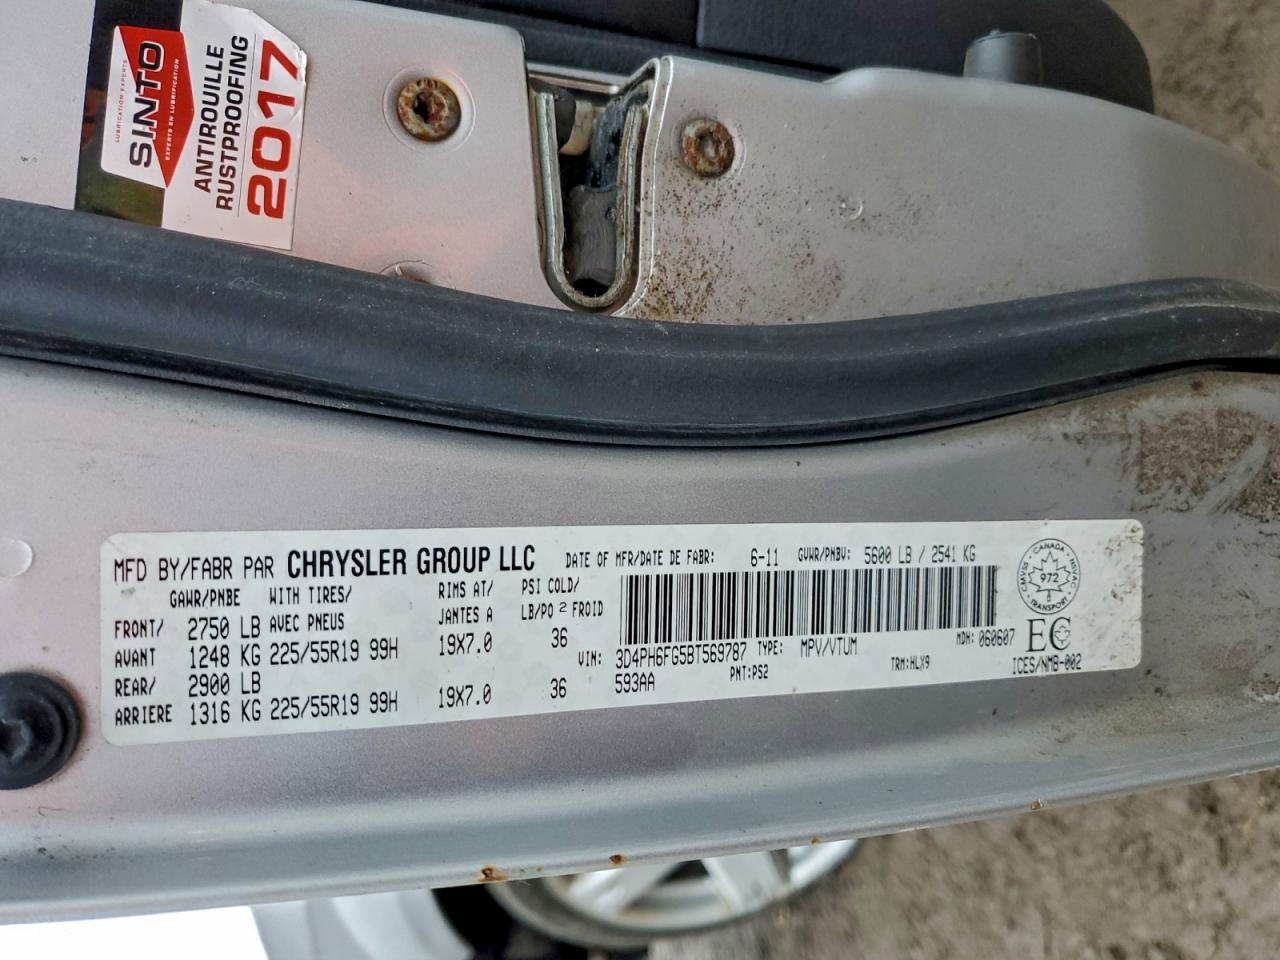 SINTO
LUBRICATION EXPERTS
EXPERTS EN LUBRIFICATION
ANTIROUILLE
RUSTPROOFING
2017
MFD BY/FABR PAR CHRYSLER GROUP LLC DATE OF MFR/DATE DE FABR: 6-11 GVWR/PNBV: 5600 LB / 2541 KG
GAWR/PNBE WITH TIRES/ RIMS AT/ PSI COLD/
FRONT/ 2750 LB AVEC PNEUS JANTES A LB/PO 2 FROID
AVANT 1248 KG 225/55R19 99H 19X7.0 36
REAR/ 2900 LB
ARRIERE 1316 KG 225/55R19 99H 19X7.0 36
VIN: 3D4PH6FG5BT569787 TYPE: MPV/VTUM MDH: 060607
593AA PNT:PS2 TRM:HLX9
CANADA
CMVSS 972 NSVAC
TRANSPORT
EC
ICES/NMB-002